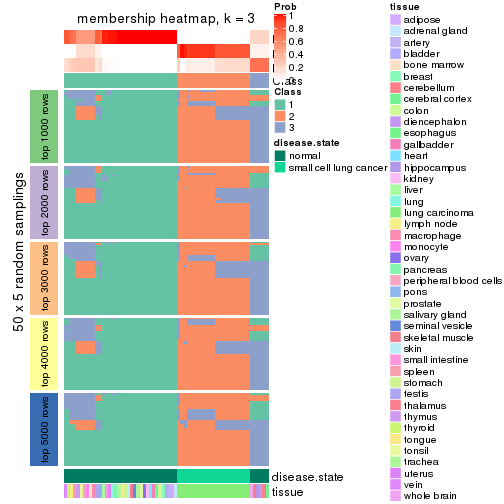 membership heatmap, k = 3
Prob
1
0.8
0.6
0.4
0.2
0
Class
Class
1
2
3
disease.state
normal
small cell lung cancer
50 x 5 random samplings
top 1000 rows
top 2000 rows
top 3000 rows
top 4000 rows
top 5000 rows
disease.state
tissue
tissue
adipose
adrenal gland
artery
bladder
bone marrow
breast
cerebellum
cerebral cortex
colon
diencephalon
esophagus
gallbadder
heart
hippocampus
kidney
liver
lung
lung carcinoma
lymph node
macrophage
monocyte
ovary
pancreas
peripheral blood cells
pons
prostate
salivary gland
seminal vesicle
skeletal muscle
skin
small intestine
spleen
stomach
testis
thalamus
thymus
thyroid
tongue
tonsil
trachea
uterus
vein
whole brain